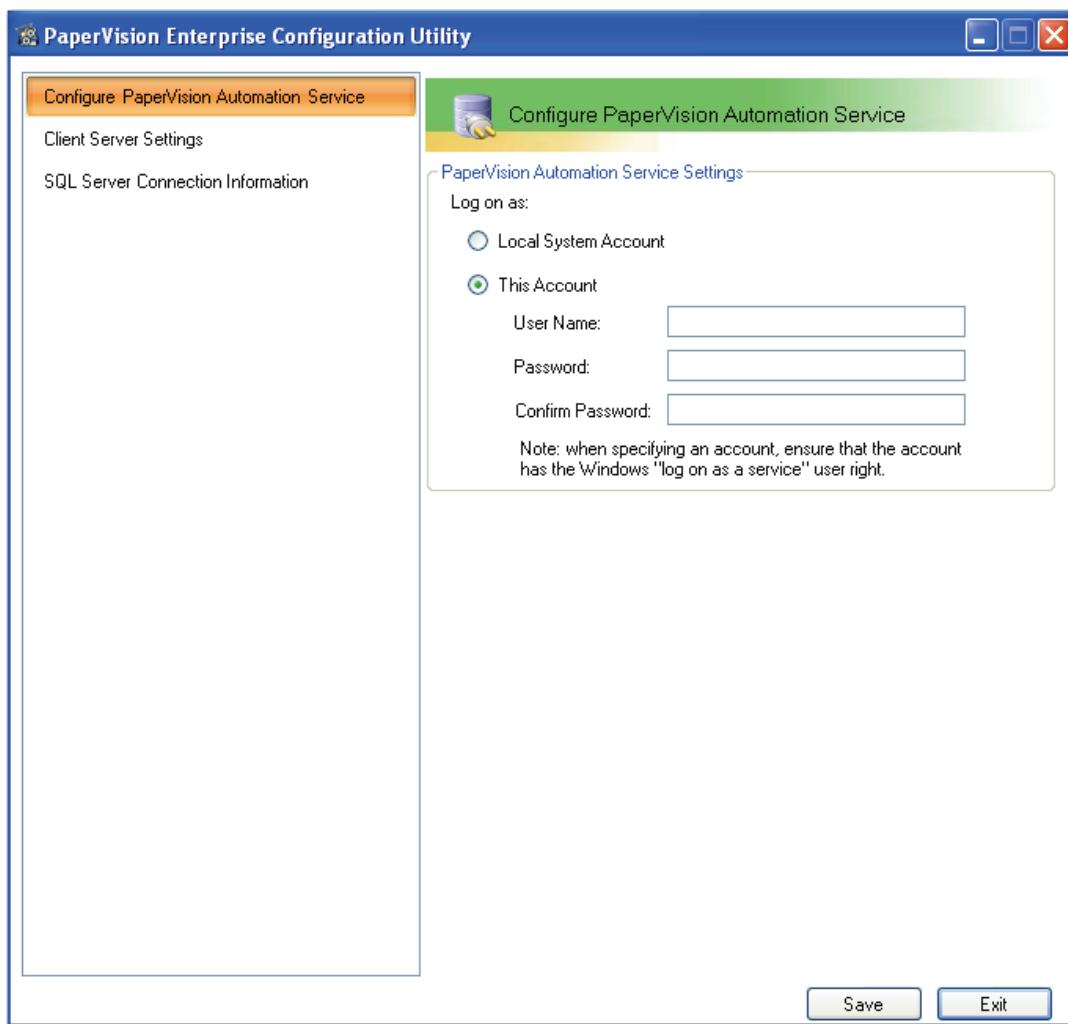 PaperVision Enterprise Configuration Utility
Configure PaperVision Automation Service
Client Server Settings
SQL Server Connection Information
Configure PaperVision Automation Service
PaperVision Automation Service Settings
Log on as:
Local System Account
This Account
User Name:
Password:
Confirm Password:
Note: when specifying an account, ensure that the account
has the Windows "log on as a service" user right.
Save
Exit